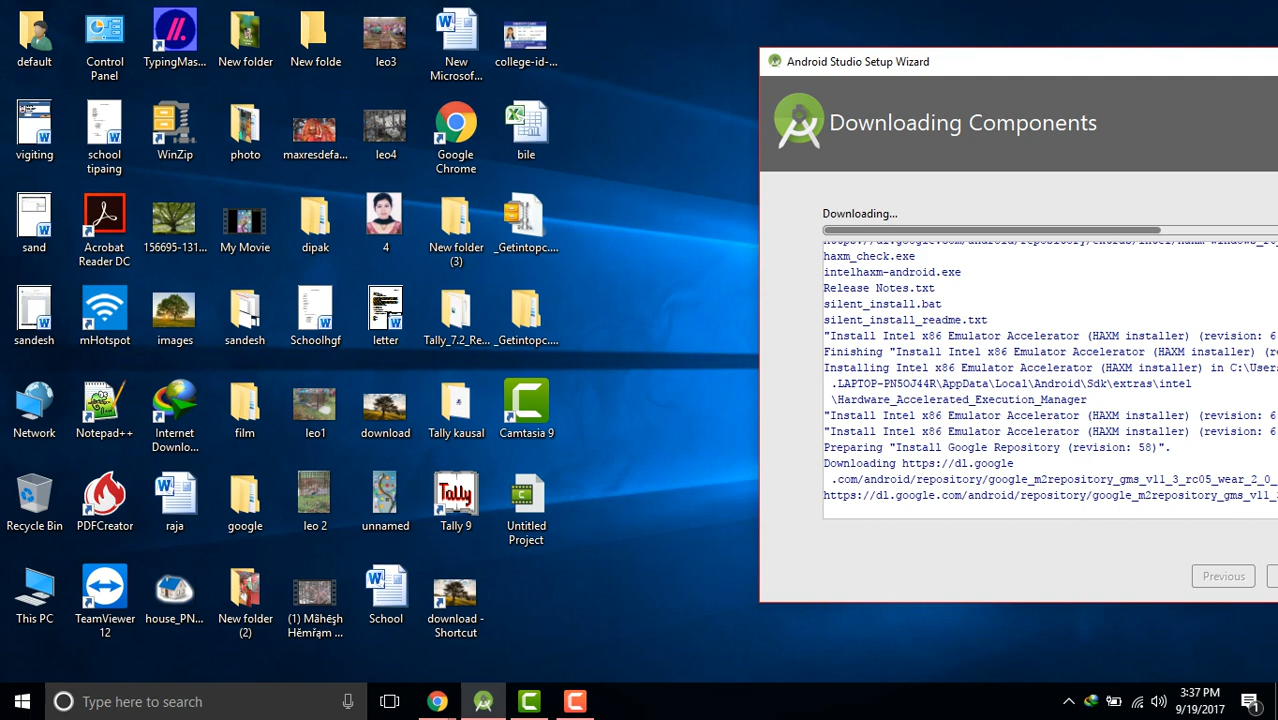 default
Control
Panel
TypingMas...
New folder
New folde
leo3
New
Microsof...
college-id-...
vigiting
school
tipaing
WinZip
photo
maxresdefa...
leo4
Google
Chrome
bile
sand
Acrobat
Reader DC
156695-131...
My Movie
dipak
4
New folder
(3)
_Getintopc....
sandesh
mHotspot
images
sandesh
Schoolhgf
letter
Tally_7.2_Re...
_Getintopc....
Network
Notepad++
Internet
Downlo...
film
leo1
download
Tally kausal
Camtasia 9
Recycle Bin
PDFCreator
raja
google
leo 2
unnamed
Tally
Tally 9
Untitled
Project
This PC
TeamViewer
12
house_PN...
New folder
(2)
(1) Mãhëşh
Hëmŕąm ...
School
download -
Shortcut
Android Studio Setup Wizard
Downloading Components
Downloading...
haxm_check.exe
intelhaxm-android.exe
Release Notes.txt
silent_install.bat
silent_install_readme.txt
"Install Intel x86 Emulator Accelerator (HAXM installer) (revision: 6
Finishing "Install Intel x86 Emulator Accelerator (HAXM installer) (re
Installing Intel x86 Emulator Accelerator (HAXM installer) in C:\Users
.LAPTOP-PN5OJ44R\AppData\Local\Android\Sdk\extras\intel
\Hardware_Accelerated_Execution_Manager
"Install Intel x86 Emulator Accelerator (HAXM installer) (revision: 6
"Install Intel x86 Emulator Accelerator (HAXM installer) (revision: 6
Preparing "Install Google Repository (revision: 58)".
Downloading https://dl.google
.com/android/repository/google_m2repository_gms_v11_3_rc05_wear_2_0_
https://dl.google.com/android/repository/google_m2repository_gms_v11_
Previous
Type here to search
3:37 PM
9/19/2017
1